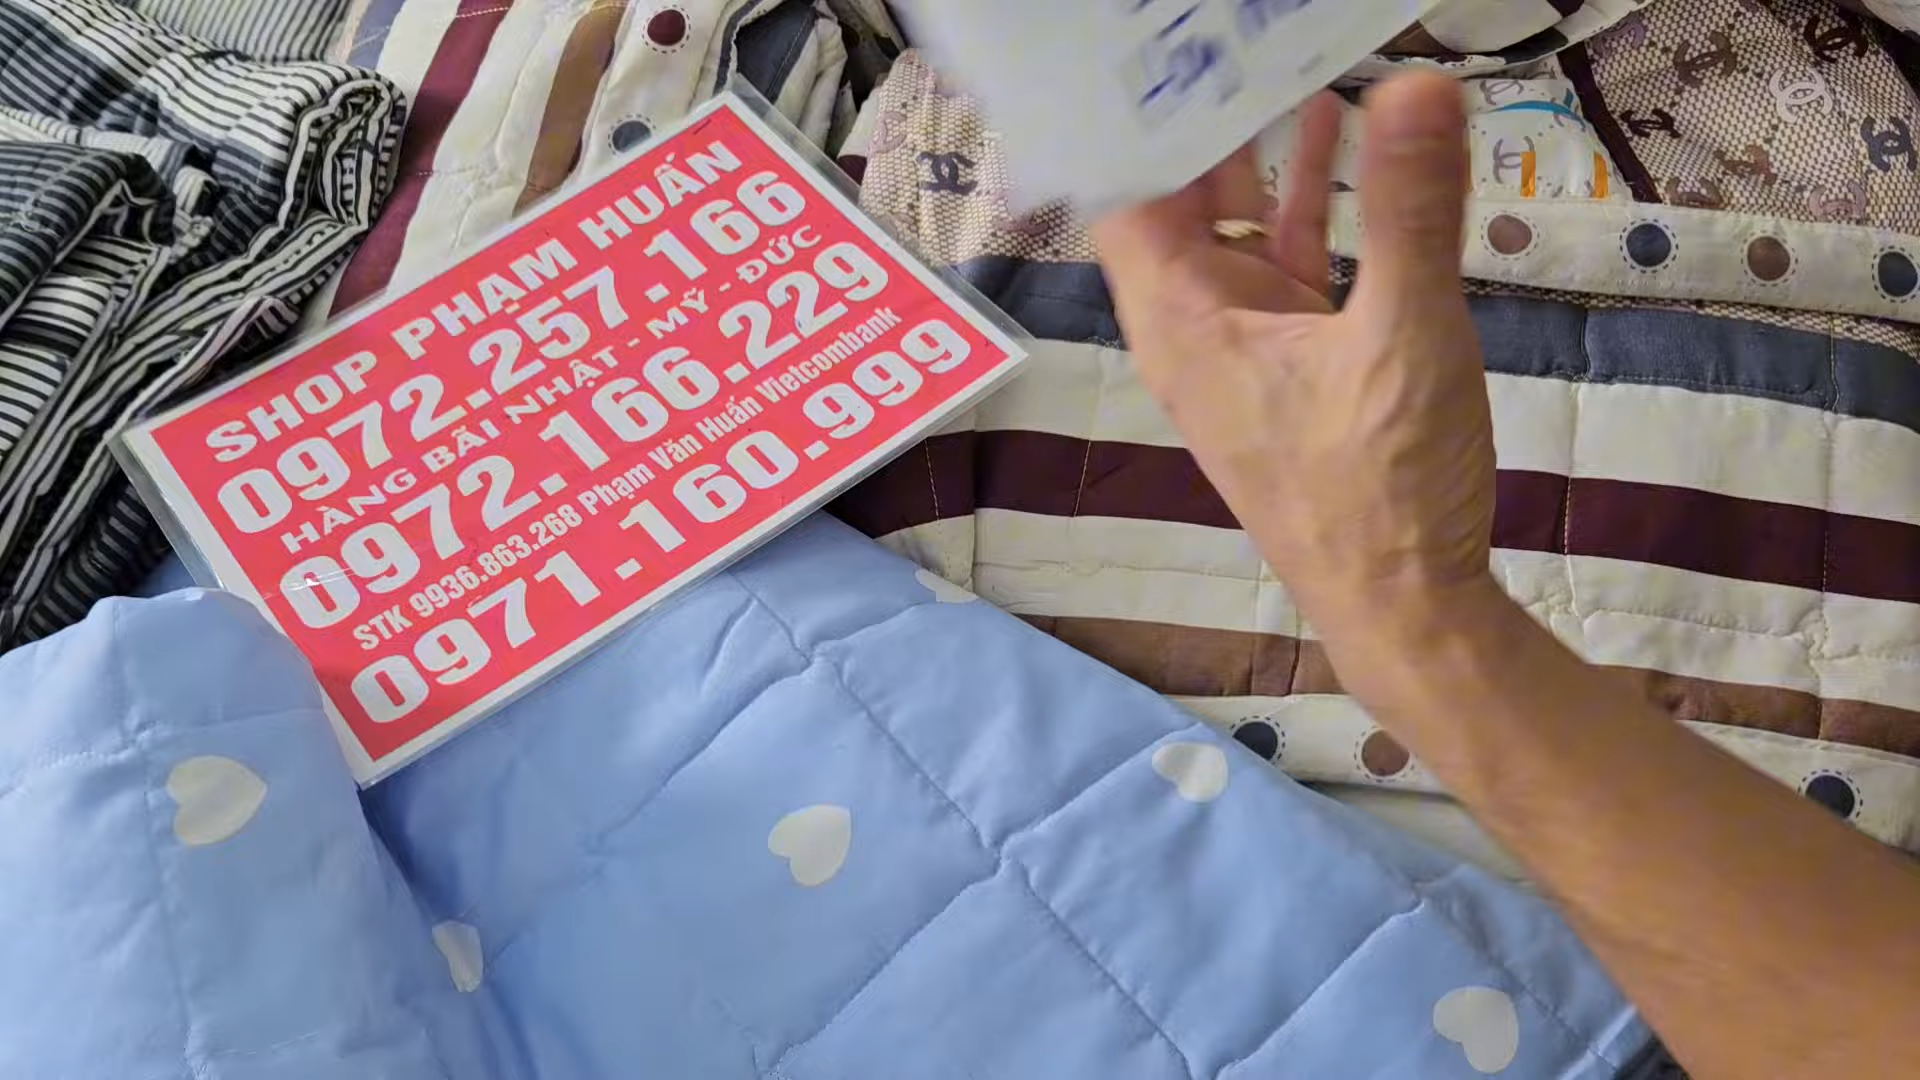 SHOP PHẠM HUẤN
0972.257.166
HÀNG BÃI NHẬT - MỸ - ĐỨC
0972.166.229
STK 9936.863.268 Phạm Văn Huấn Vietcombank
0971-160.999